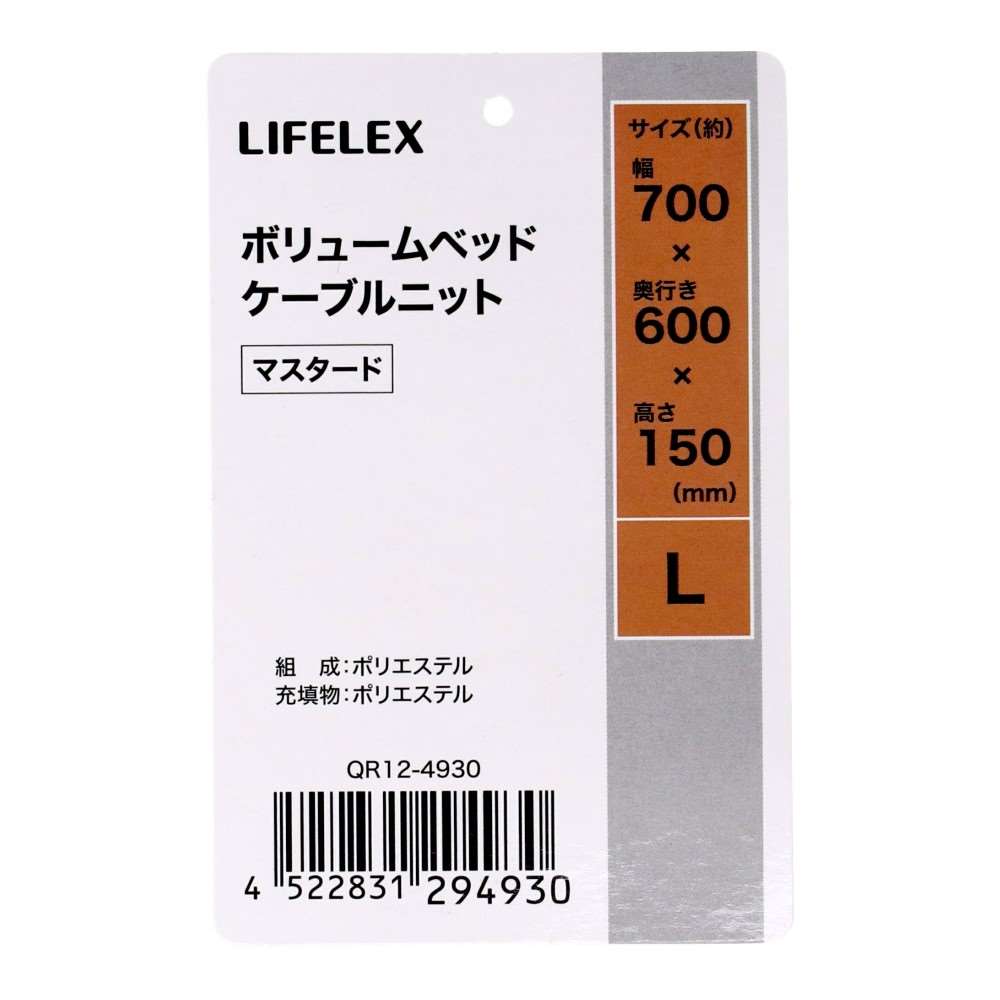 LIFELEX
ボリュームベッド
ケーブルニット
マスタード
サイズ(約)
幅
700
×
奥行き
600
×
高さ
150
(mm)
L
組　成:ポリエステル
充填物:ポリエステル
QR12-4930
4 522831 294930